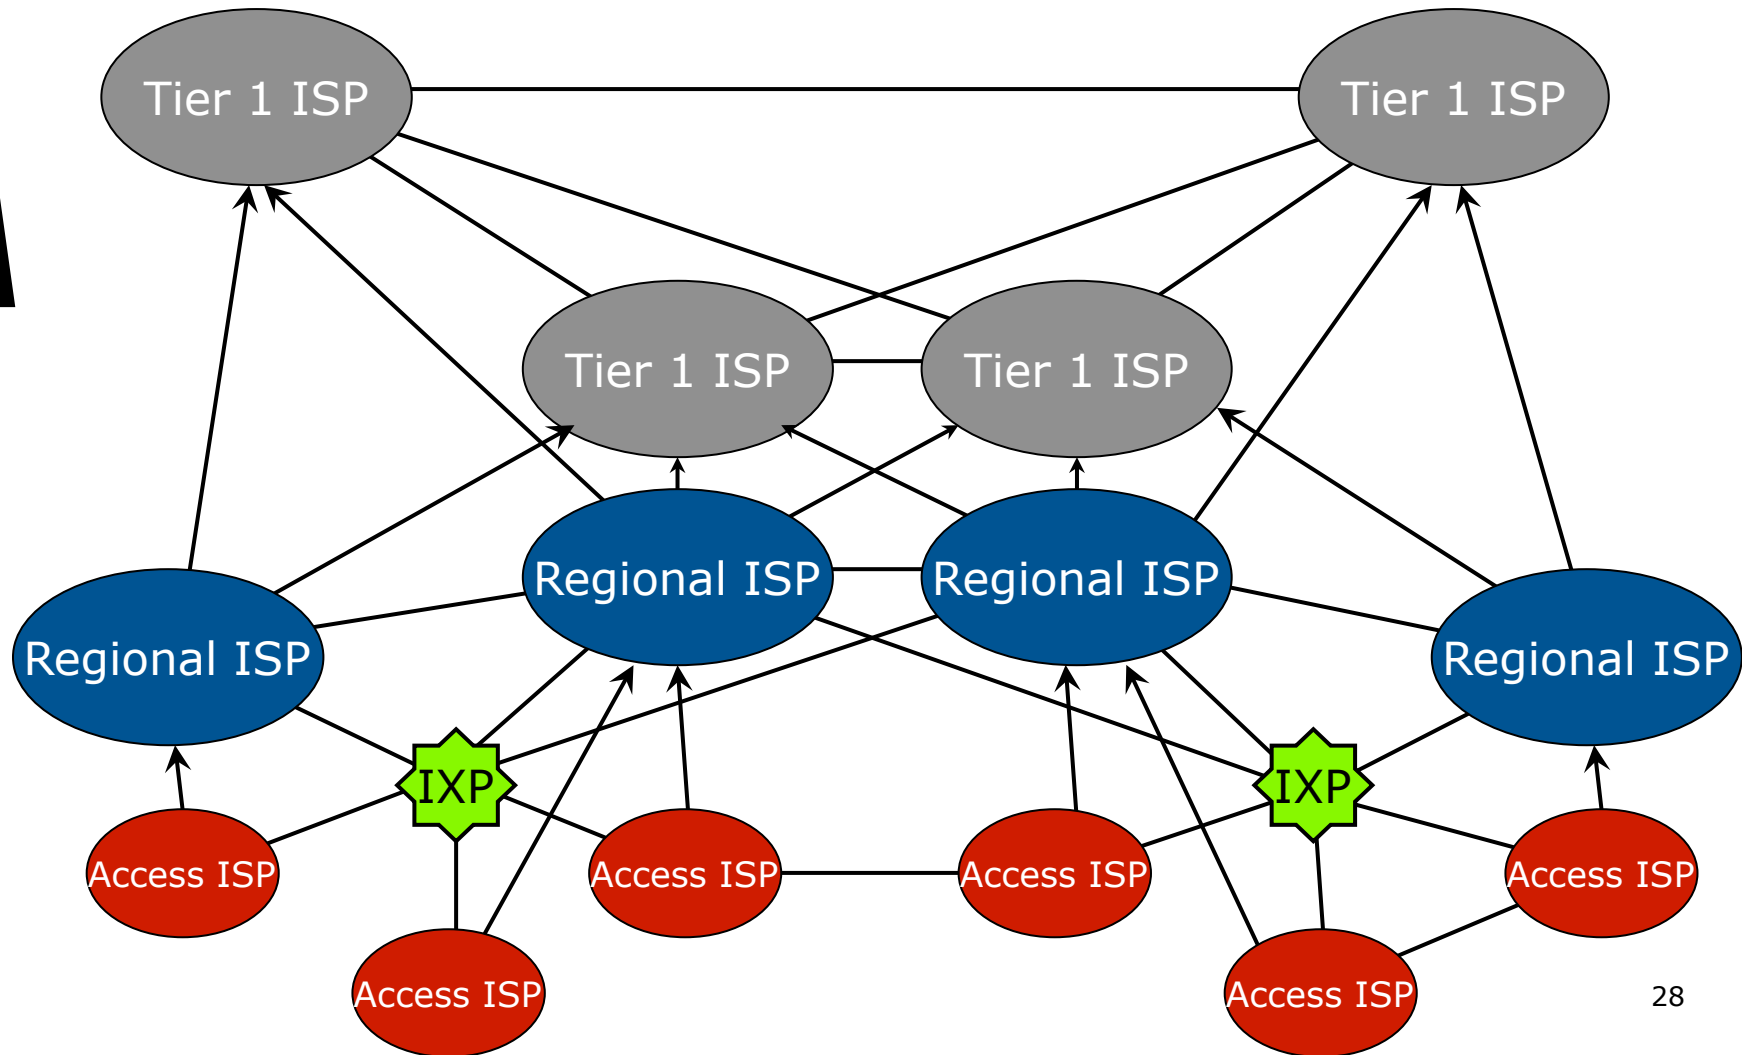 Tier 1 ISP
Tier 1 ISP
Tier 1 ISP
Tier 1 ISP
Regional ISP
Regional ISP
Regional ISP
Regional ISP
IXP
IXP
Access ISP
Access ISP
Access ISP
Access ISP
Access ISP
Access ISP
28